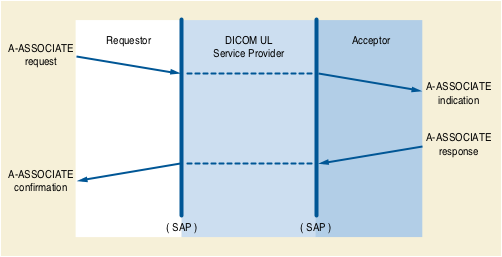 Requestor
DICOM UL
Service Provider
Acceptor
A-ASSOCIATE
request
A-ASSOCIATE
indication
A-ASSOCIATE
response
A-ASSOCIATE
confirmation
( SAP )
( SAP )